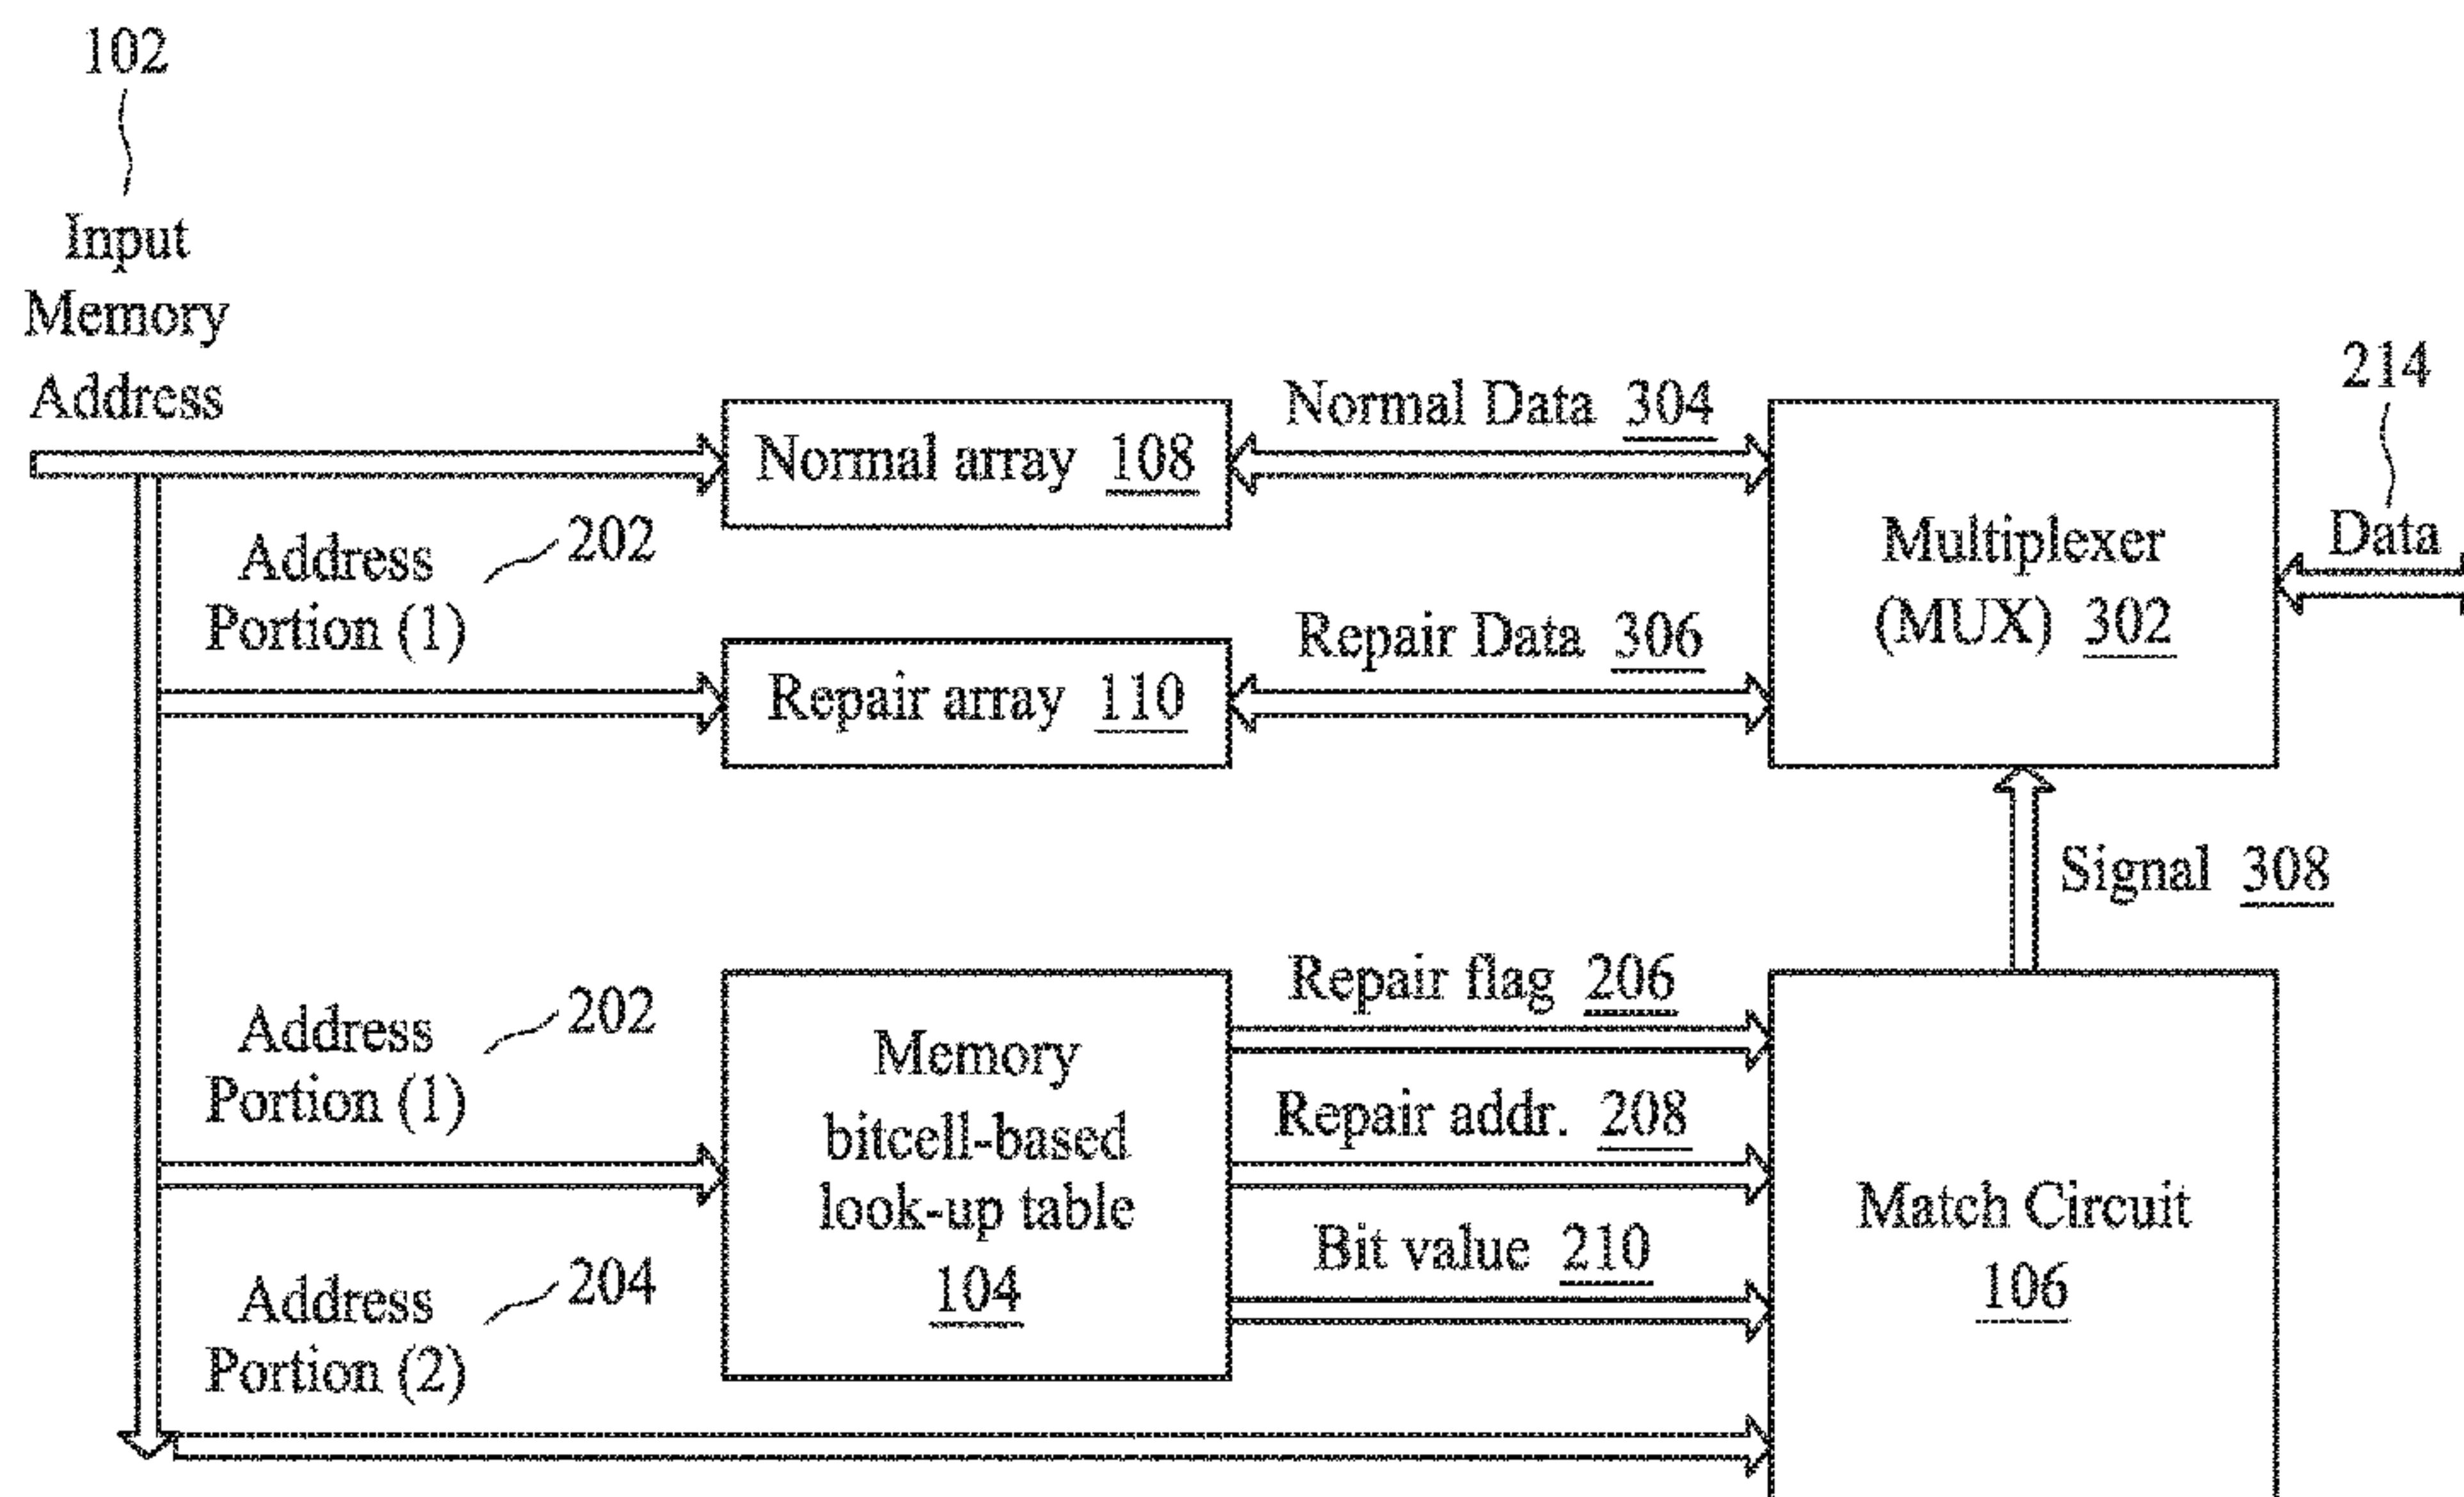 102
Input
Memory
Address
Normal array 108
Normal Data 304
214
Data
Multiplexer
(MUX) 302
Address
Portion (1)
202
Repair array 110
Repair Data 306
Signal 308
Address
Portion (1)
202
Memory
bitcell-based
look-up table
104
Repair flag 206
Repair addr. 208
Bit value 210
Match Circuit
106
Address
Portion (2)
204